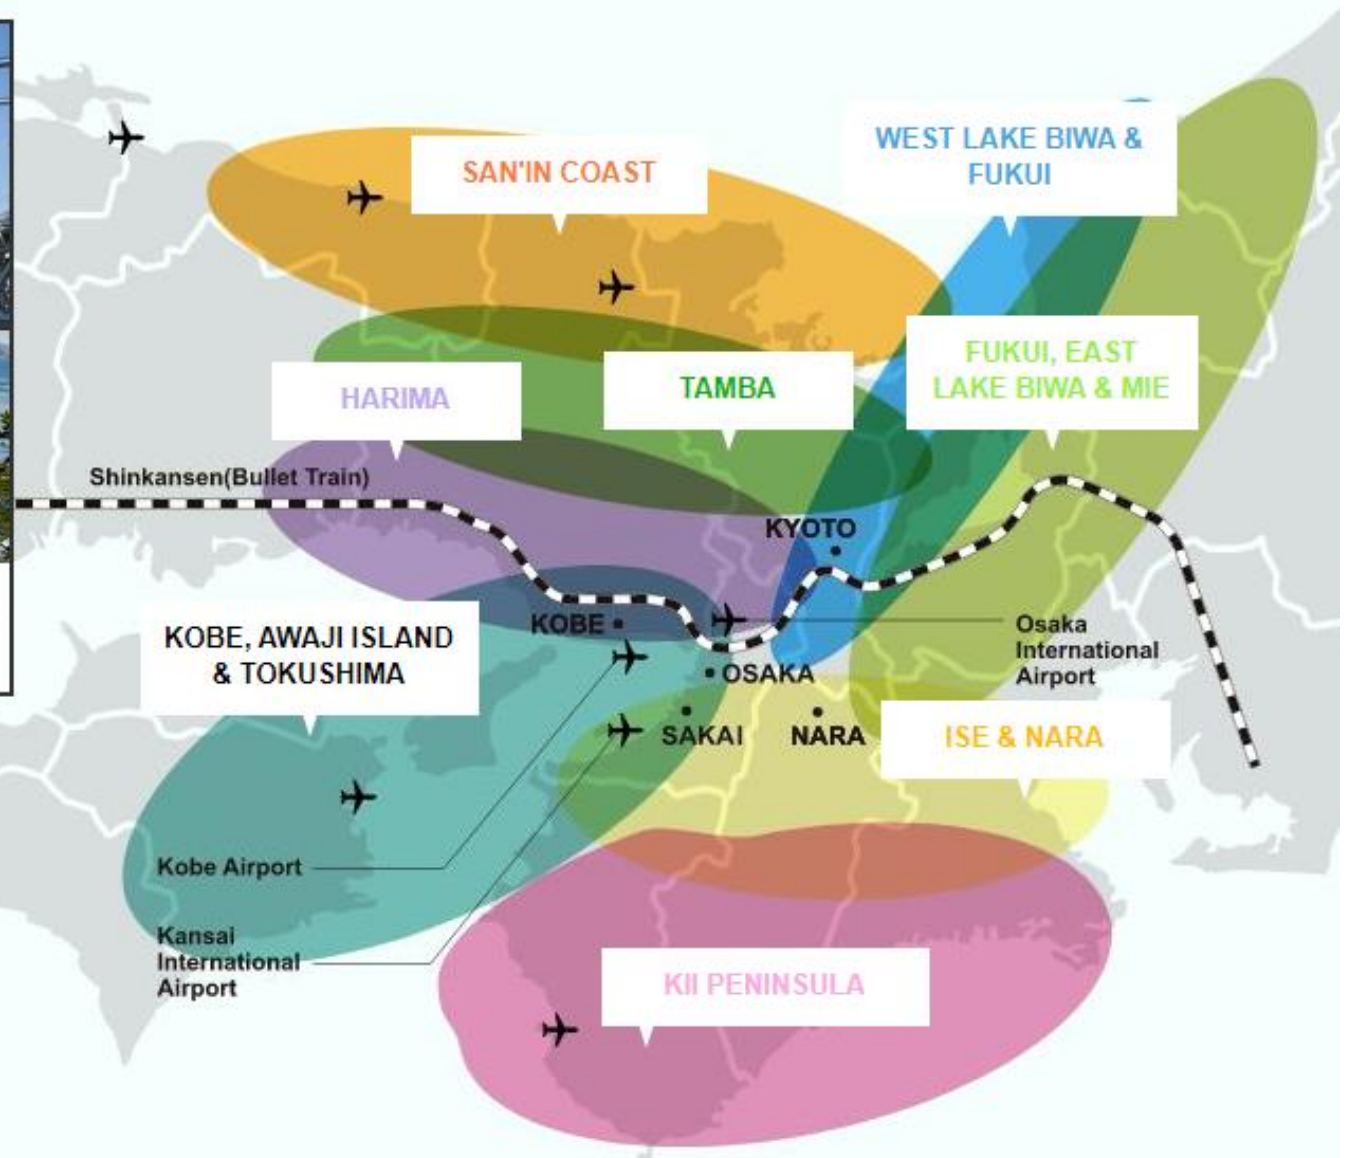 SAN'IN COAST
WEST LAKE BIWA &
FUKUI
FUKUI, EAST
LAKE BIWA & MIE
TAMBA
HARIMA
Shinkansen(Bullet Train)
KYOTO
KOBE, AWAJI ISLAND
& TOKUSHIMA
KOBE
Osaka
International
Airport
OSAKA
SAKAI
NARA
ISE & NARA
Kobe Airport
Kansai
International
Airport
KII PENINSULA